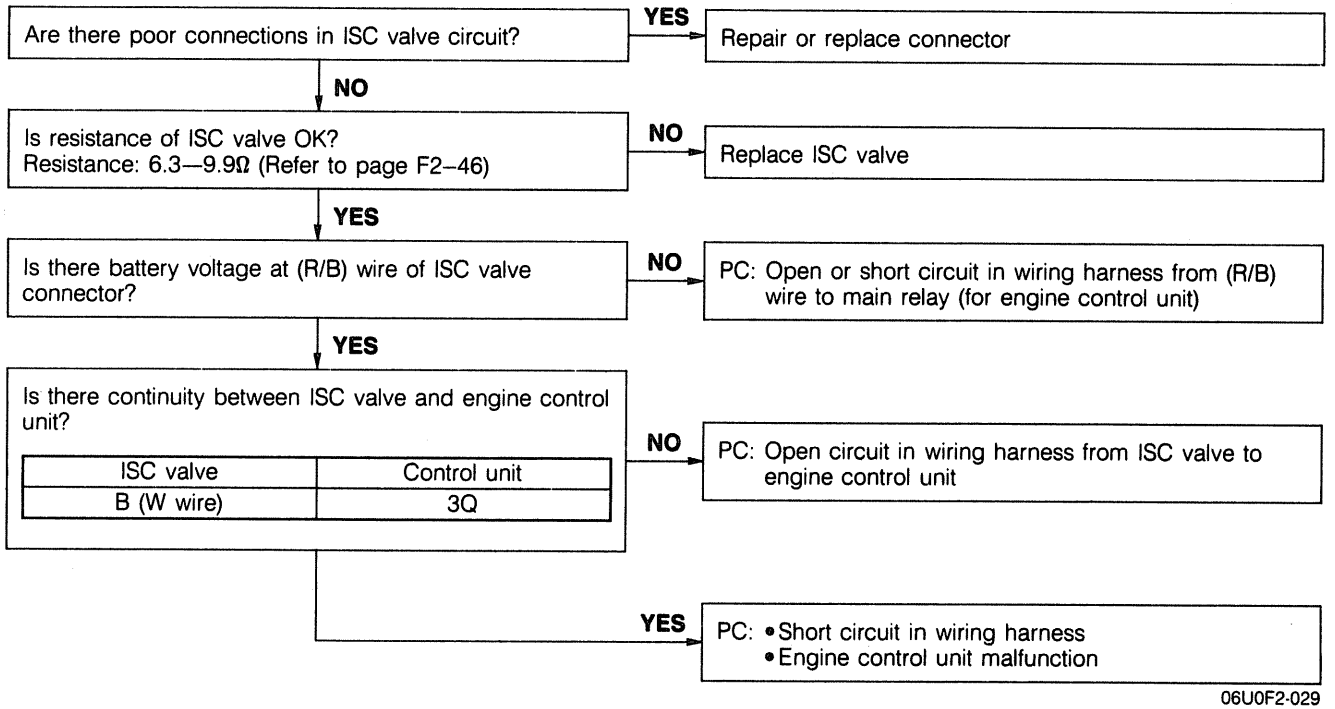 Are there poor connections in ISC valve circuit?
YES
Repair or replace connector
NO
Is resistance of ISC valve OK?
Resistance: 6.3—9.9Ω (Refer to page F2–46)
NO
Replace ISC valve
YES
Is there battery voltage at (R/B) wire of ISC valve
connector?
NO
PC: Open or short circuit in wiring harness from (R/B)
wire to main relay (for engine control unit)
YES
Is there continuity between ISC valve and engine control
unit?
ISC valve Control unit
B (W wire) 3Q
NO
PC: Open circuit in wiring harness from ISC valve to
engine control unit
YES
PC: •Short circuit in wiring harness
•Engine control unit malfunction
06U0F2-029